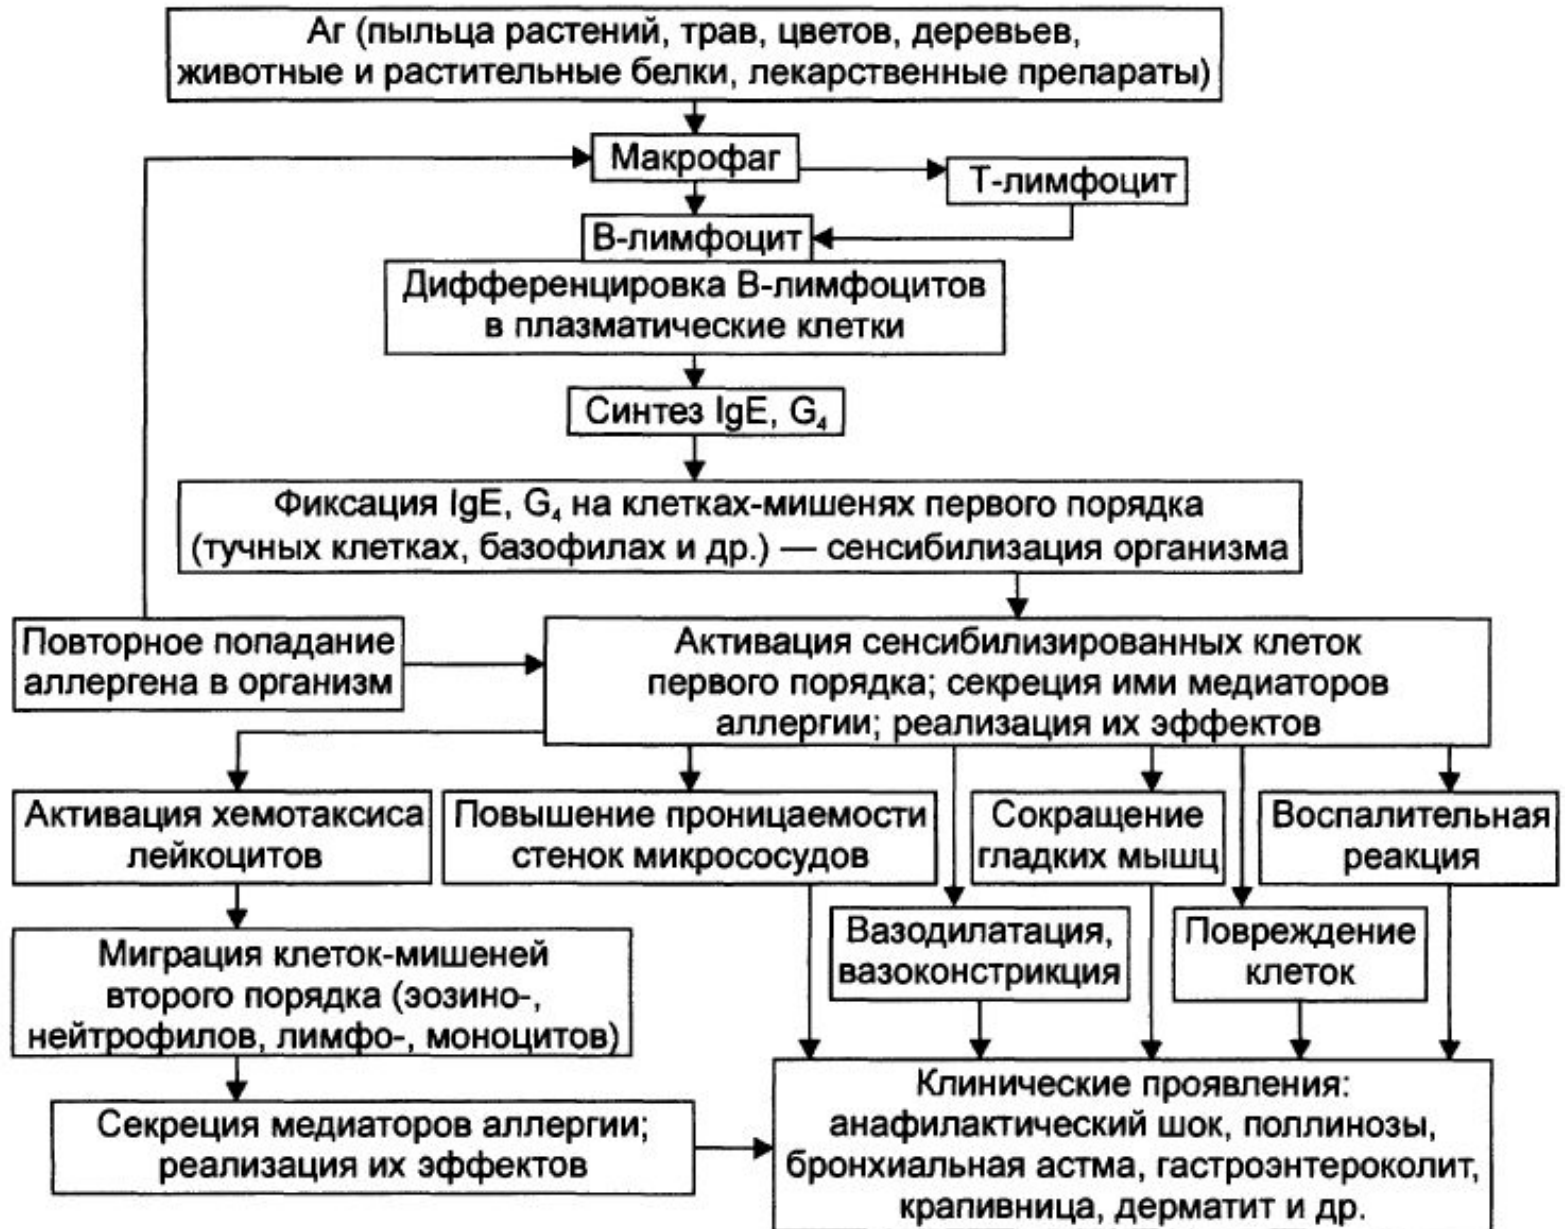 Аг (пыльца растений, трав, цветов, деревьев,
животные и растительные белки, лекарственные препараты)
Макрофаг
Т-лимфоцит
В-лимфоцит
Дифференцировка В-лимфоцитов
в плазматические клетки
Синтез IgE, G₄
Фиксация IgE, G₄ на клетках-мишенях первого порядка
(тучных клетках, базофилах и др.) — сенсибилизация организма
Повторное попадание
аллергена в организм
Активация сенсибилизированных клеток
первого порядка; секреция ими медиаторов
аллергии; реализация их эффектов
Активация хемотаксиса
лейкоцитов
Повышение проницаемости
стенок микрососудов
Сокращение
гладких мышц
Воспалительная
реакция
Вазодилатация,
вазоконстрикция
Повреждение
клеток
Миграция клеток-мишеней
второго порядка (эозино-,
нейтрофилов, лимфо-, моноцитов)
Секреция медиаторов аллергии;
реализация их эффектов
Клинические проявления:
анафилактический шок, поллинозы,
бронхиальная астма, гастроэнтероколит,
крапивница, дерматит и др.